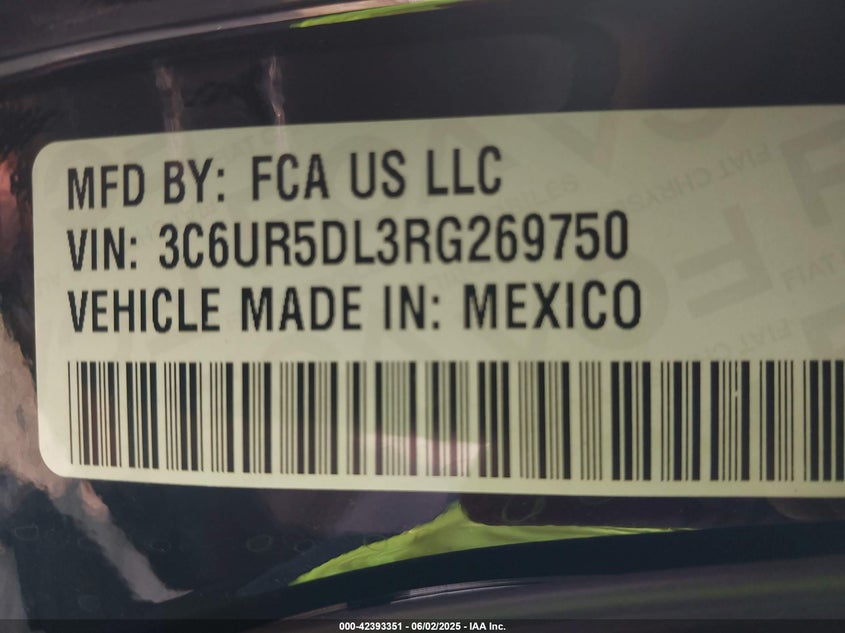 MFD BY: FCA US LLC
VIN: 3C6UR5DL3RG269750
VEHICLE MADE IN: MEXICO
000-42393351 - 06/02/2025 - IAA Inc.